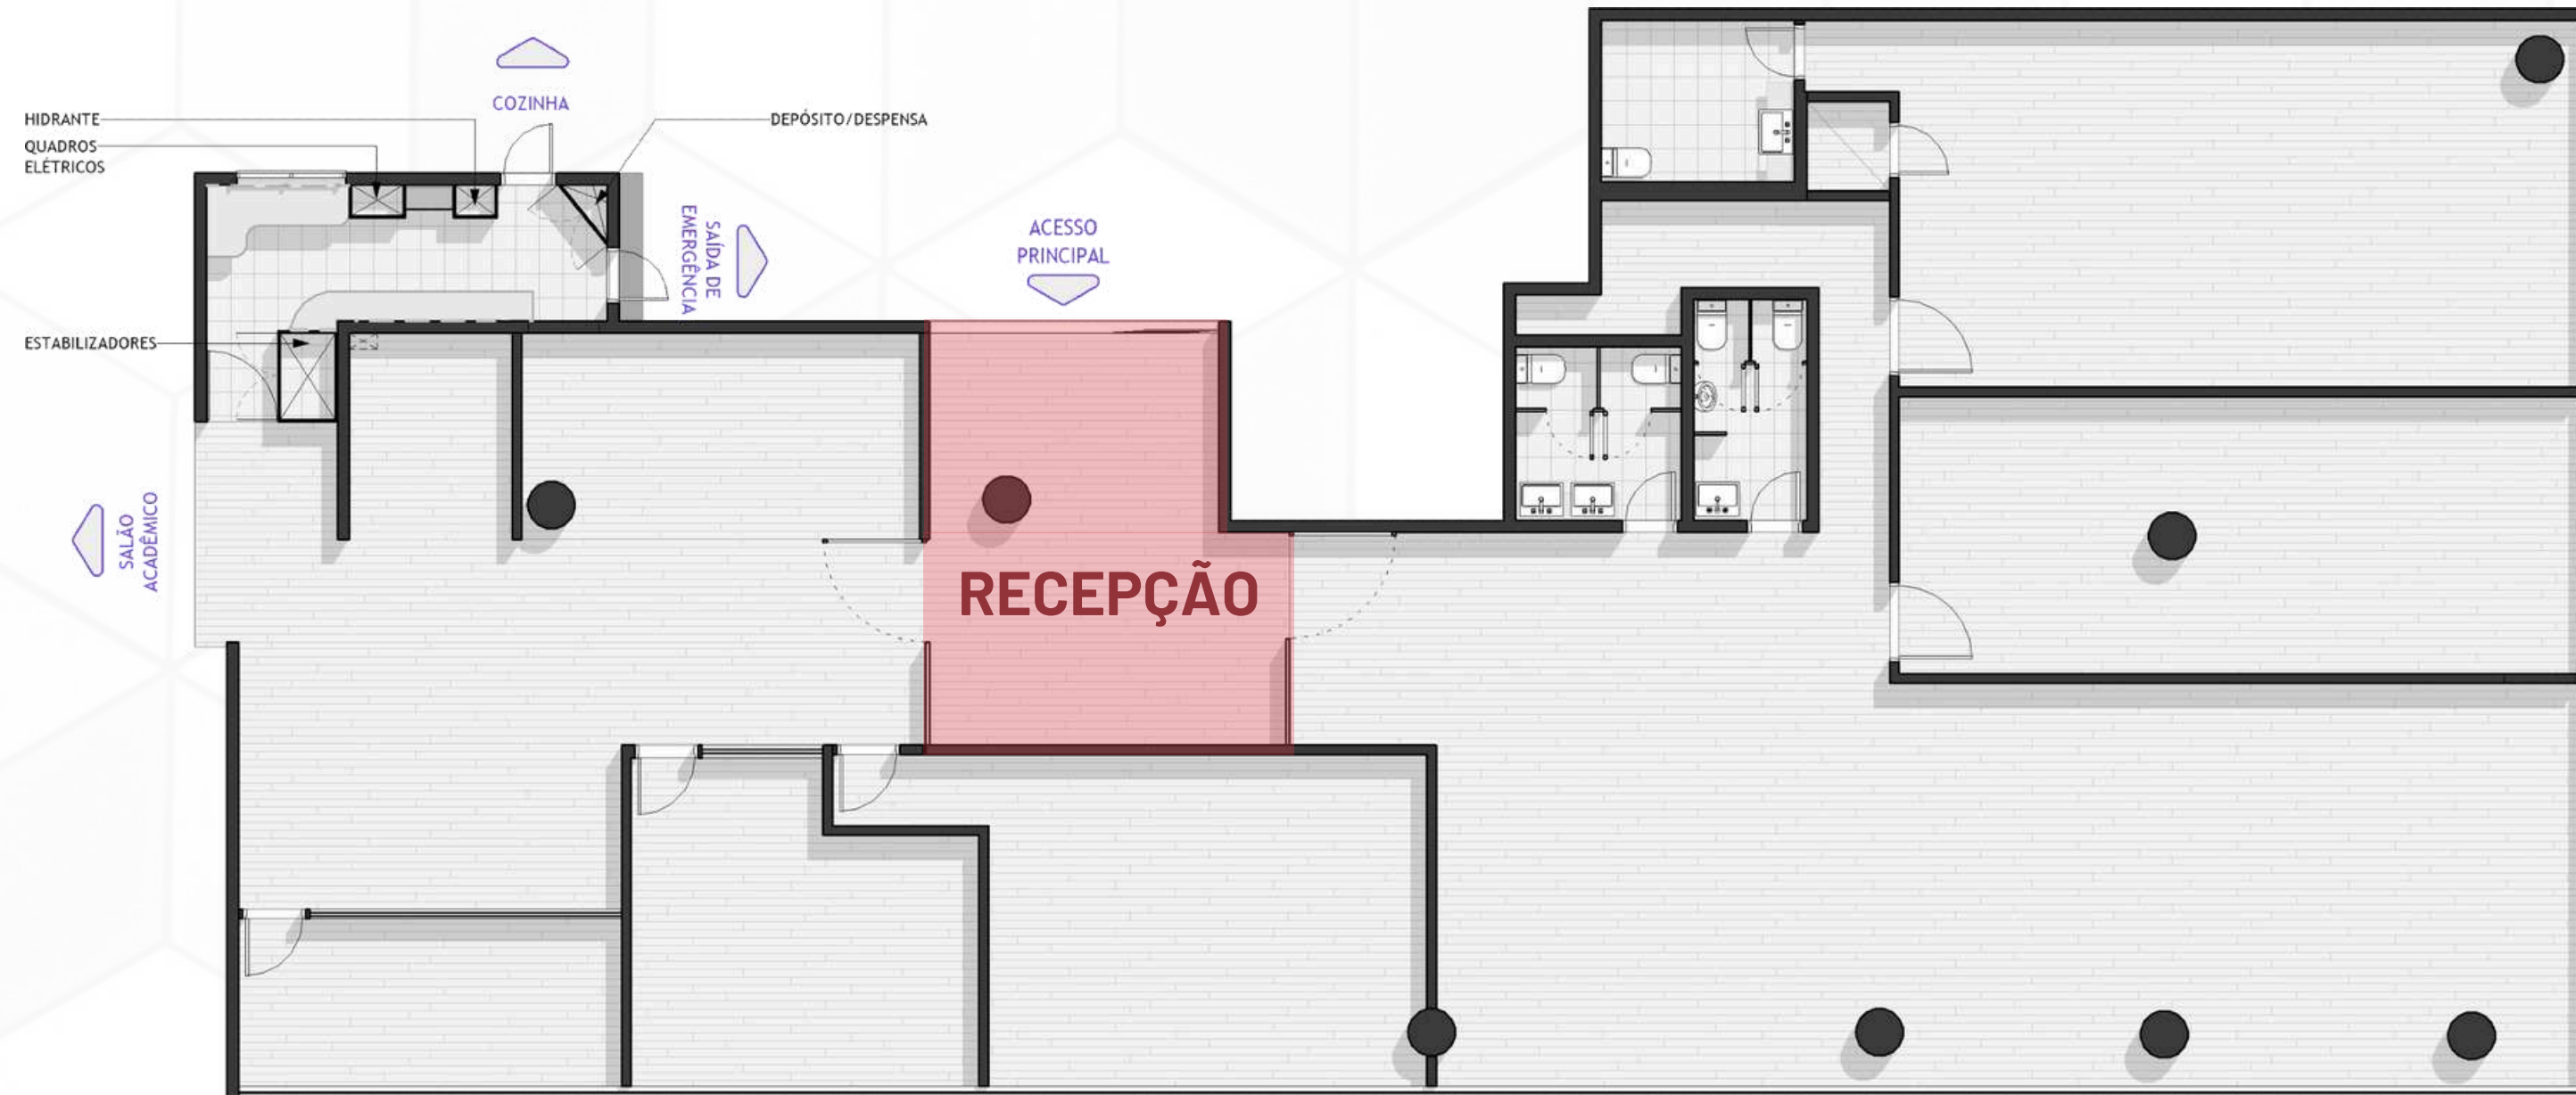 COZINHA
HIDRANTE
DEPÓSITO/DESPENSA
QUADROS
ELÉTRICOS
SAÍDA DE
EMERGÊNCIA
ACESSO
PRINCIPAL
ESTABILIZADORES
SALÃO
ACADÊMICO
RECEPÇÃO